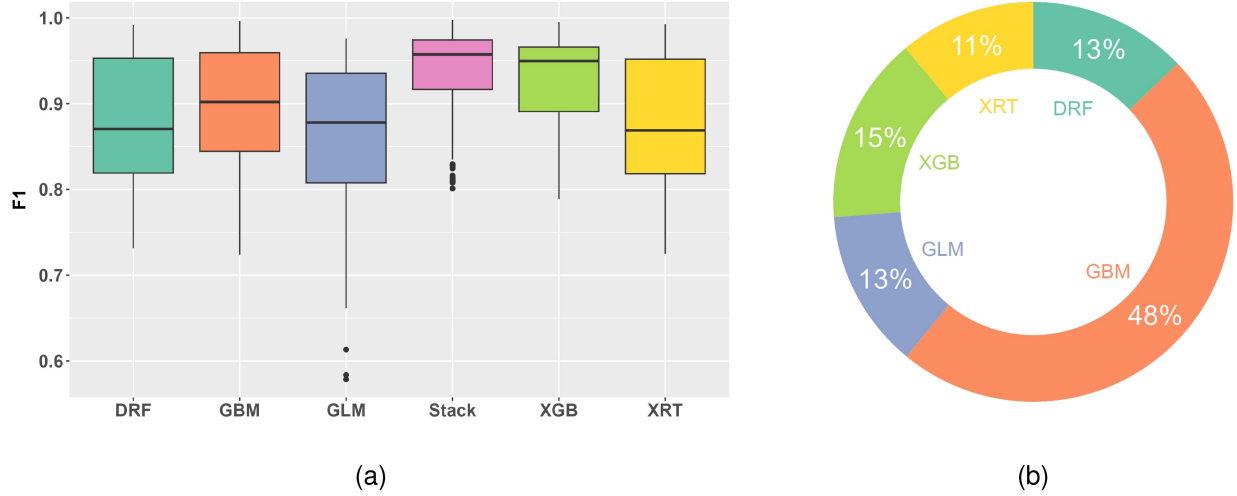 1.0
0.9
0.8
0.7
0.6
F1
DRF GBM GLM Stack XGB XRT
(a)
11% 13%
XRT DRF
15%
XGB
GLM
13%
GBM
48%
(b)